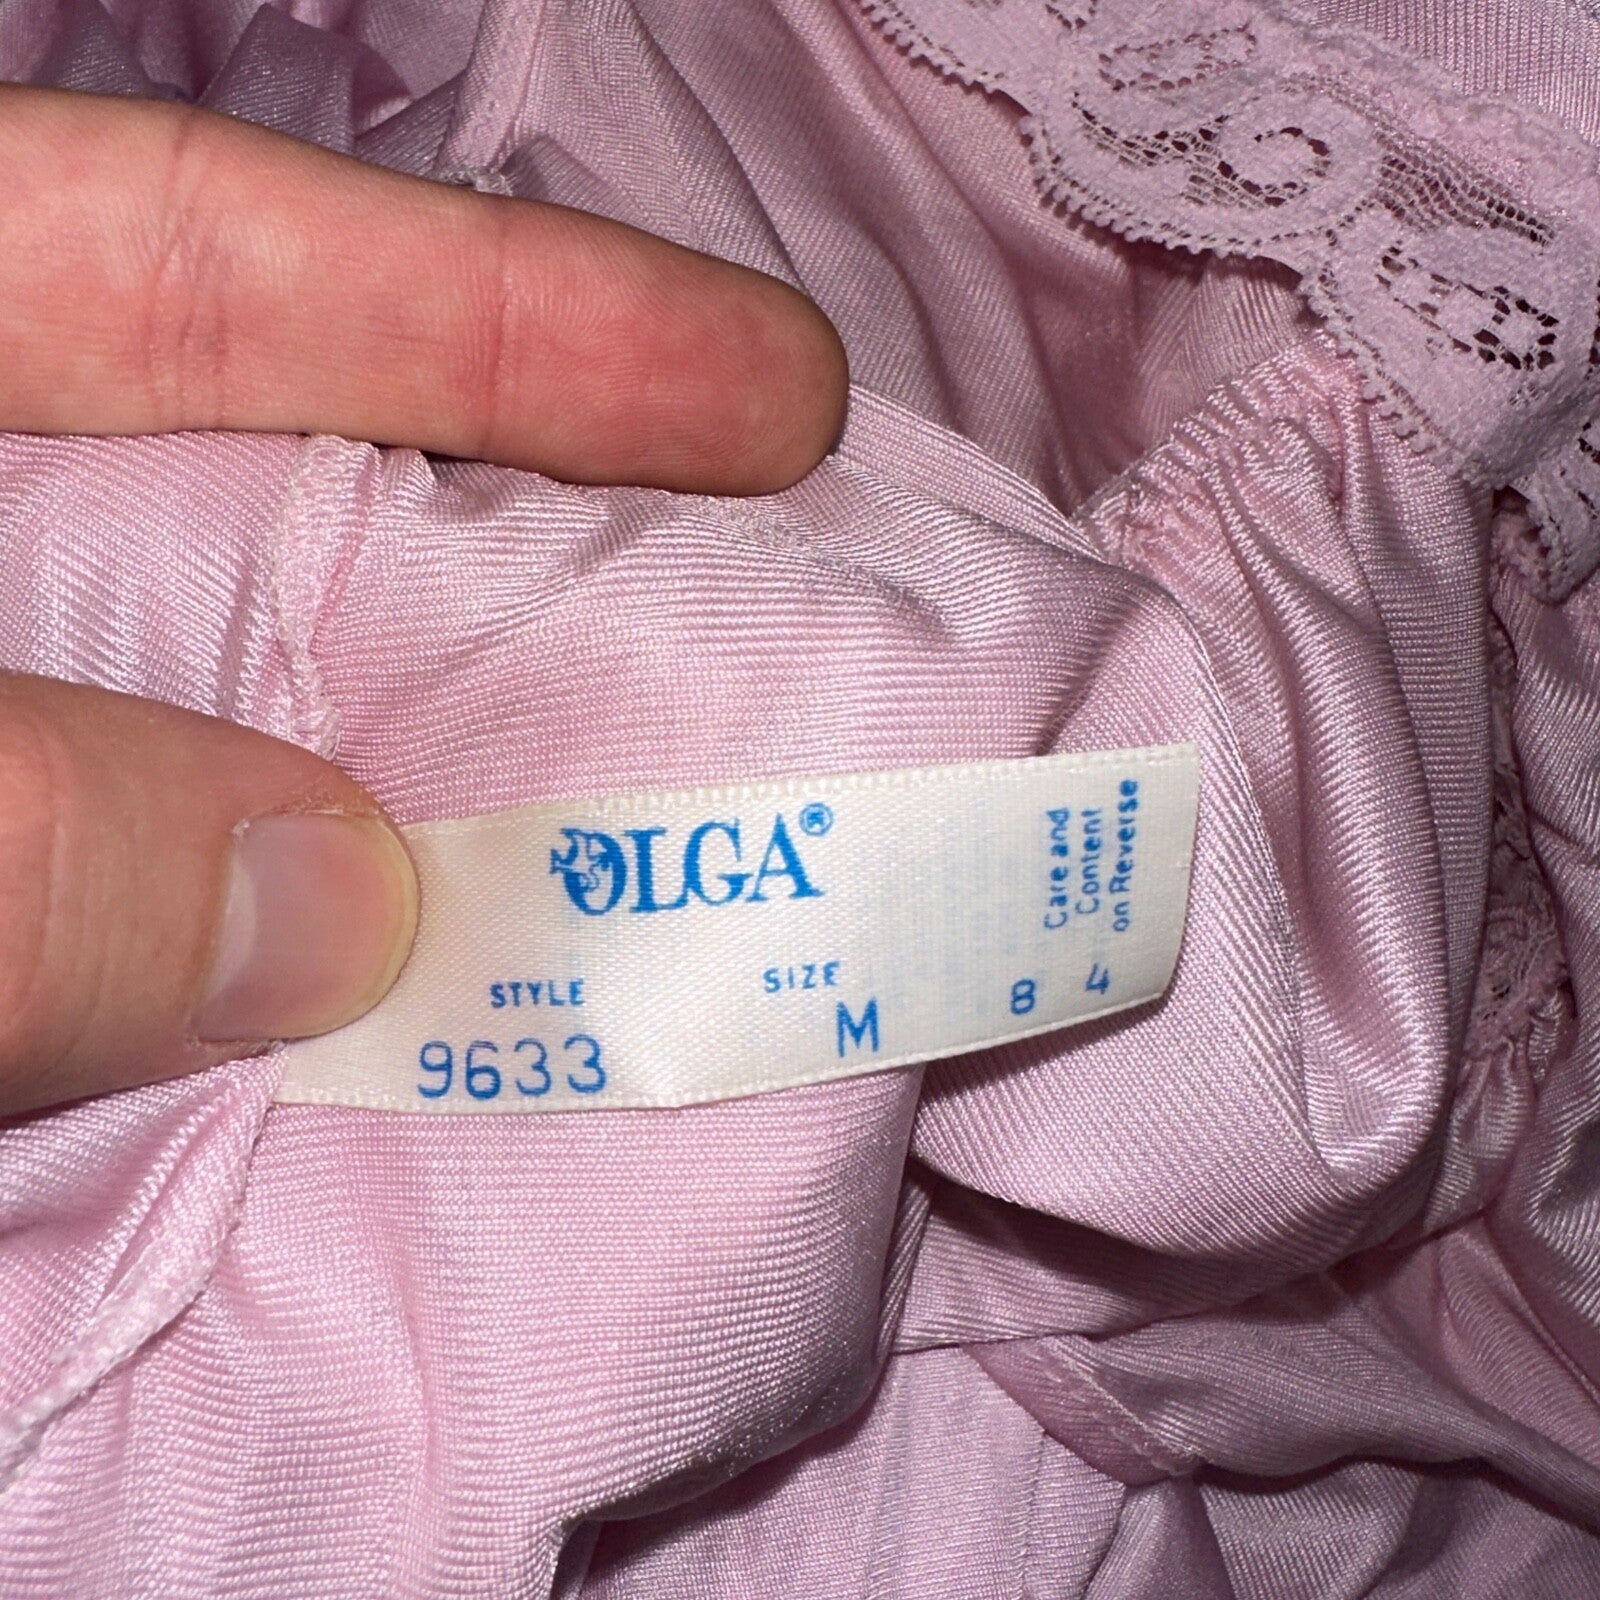 OLGA®
STYLE SIZE
9633 M 8 4
Care and
Content
on Reverse